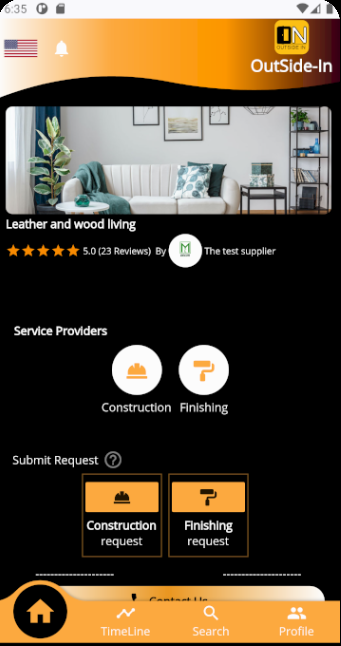 6:35
ON
OUTSIDE IN
OutSide-In
Leather and wood living
5.0 (23 Reviews) By The test supplier
Service Providers
Construction Finishing
Submit Request ?
Construction request
Finishing request
Contact Us
TimeLine Search Profile